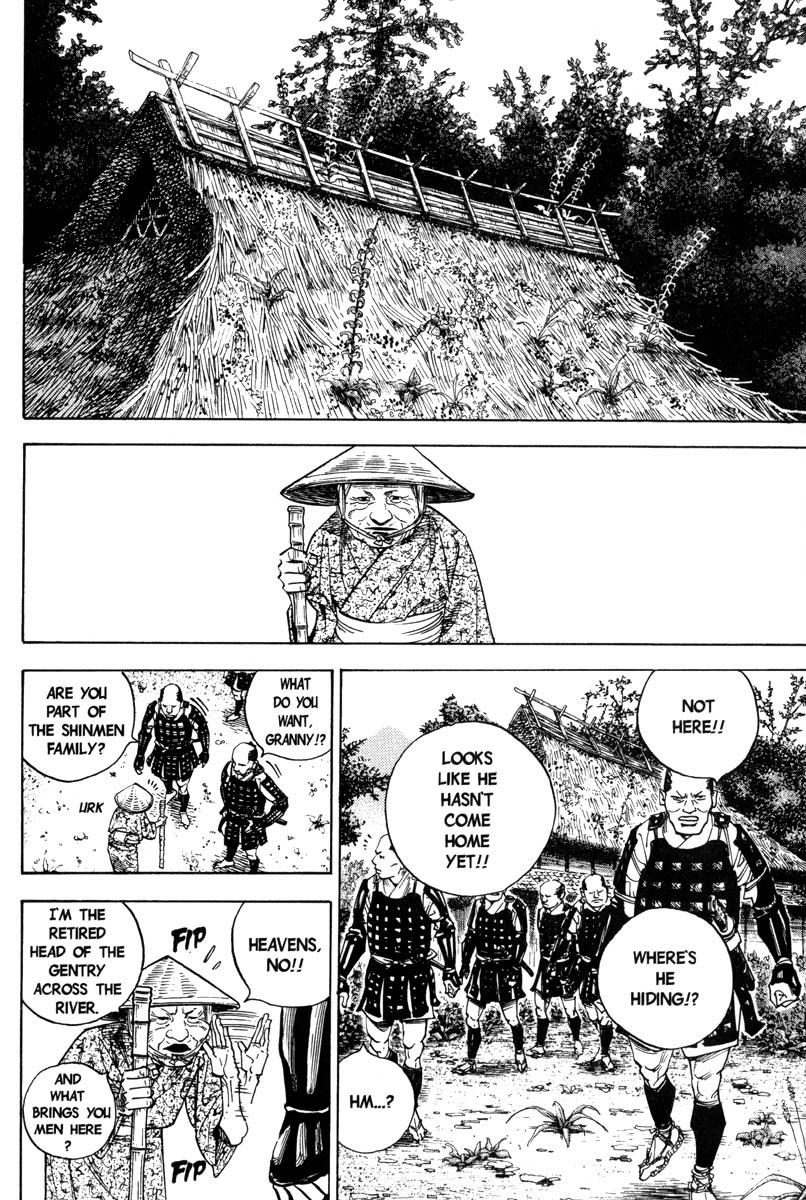 NOT
HERE!!
LOOKS
LIKE HE
HASN'T
COME
HOME
YET!!
WHERE'S
HE
HIDING!?
HM...?
WHAT
DO YOU
WANT,
GRANNY!?
ARE YOU
PART OF
THE SHINMEN
FAMILY?
URK
HEAVENS,
NO!!
FIP
I'M THE
RETIRED
HEAD OF THE
GENTRY
ACROSS THE
RIVER.
AND
WHAT
BRINGS YOU
MEN HERE
?
FIP